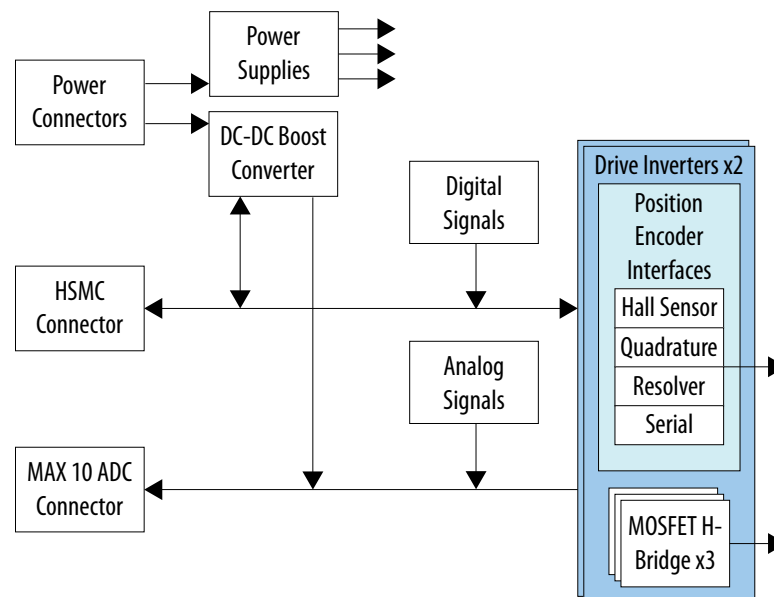 Power
Supplies
Power
Connectors
DC-DC Boost
Converter
Digital
Signals
Drive Inverters x2
Position
Encoder
Interfaces
Hall Sensor
Quadrature
Resolver
Serial
HSMC
Connector
Analog
Signals
MAX 10 ADC
Connector
MOSFET H-
Bridge x3